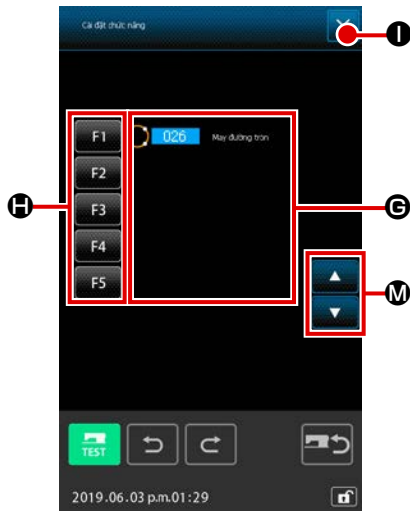 Cài đặt chức năng
I
F1
026 May đường tròn
F2
H
F3
G
F4
F5
M
TEST
2019.06.03 p.m.01:29